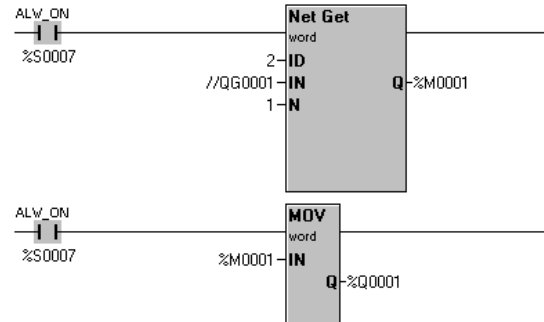 ALW_ON
Net Get
word
%S0007
2 ID
//QG0001 IN Q %M0001
1 N
ALW_ON
MOV
word
%S0007
%M0001 IN
Q %Q0001